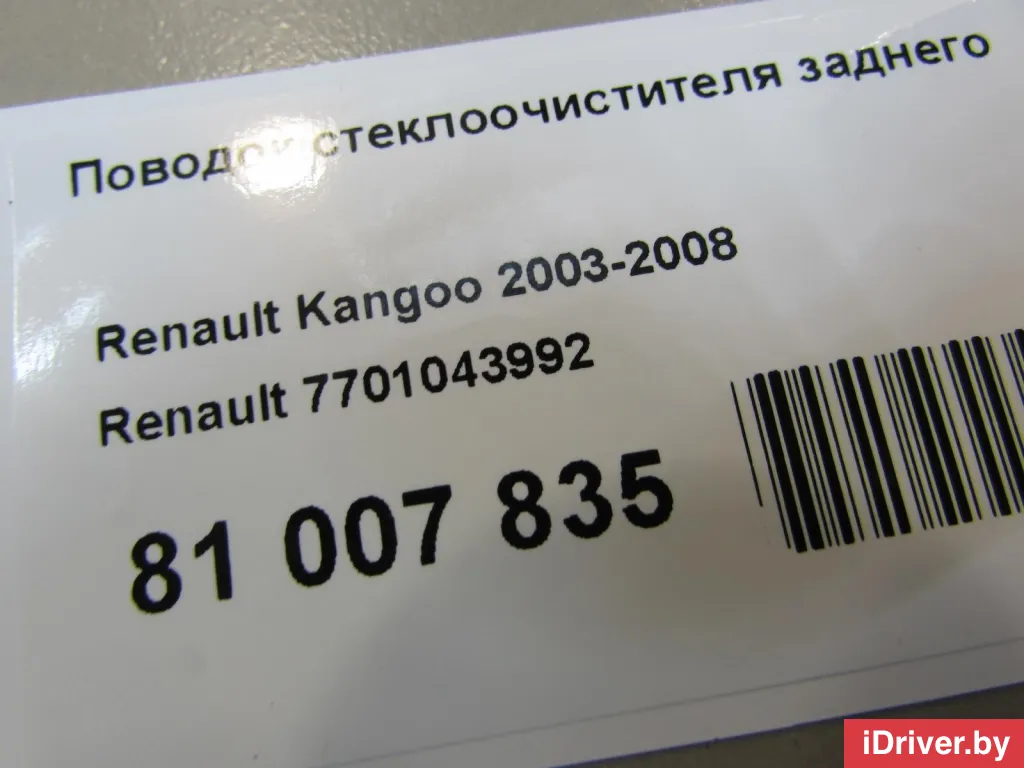 Поводок стеклоочистителя заднего
Renault Kangoo 2003-2008
Renault 7701043992
81 007 835
iDriver.by